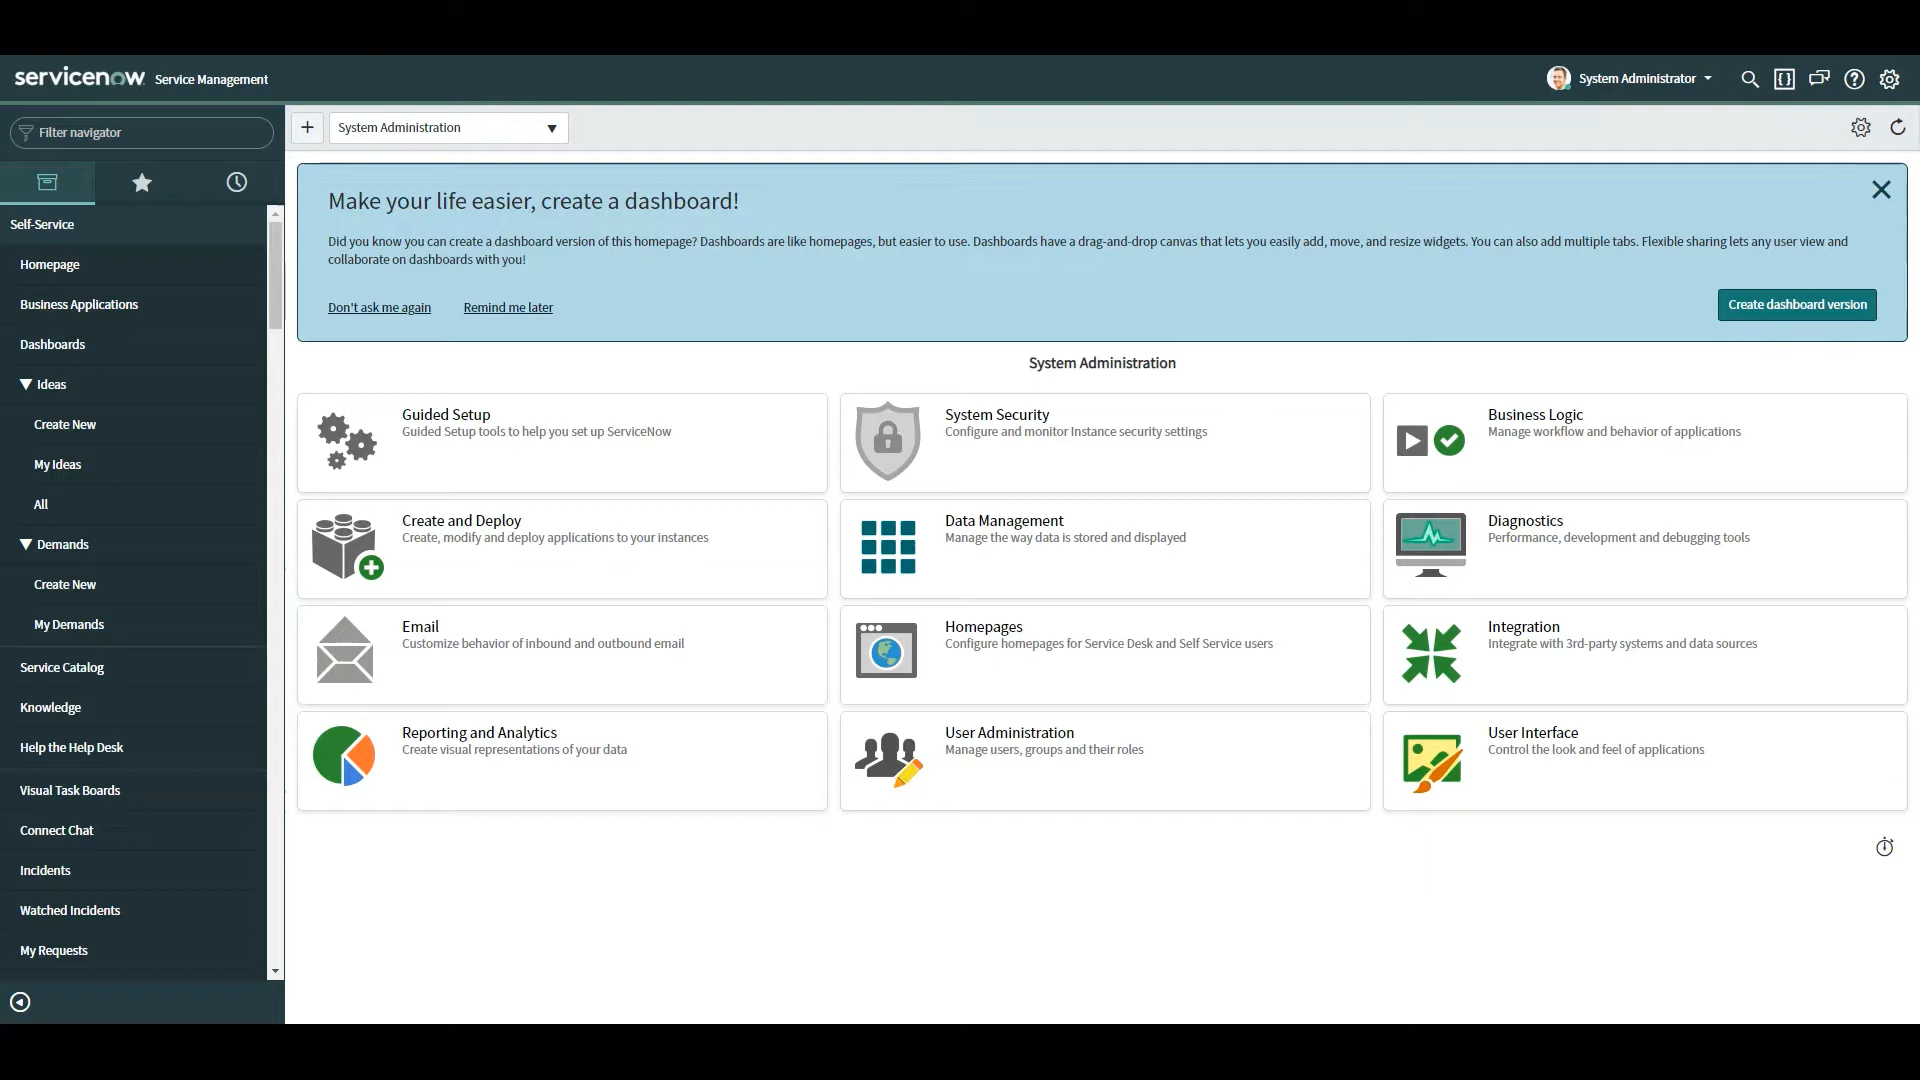 servicenow Service Management
System Administrator
Filter navigator
System Administration
Self-Service
Homepage
Business Applications
Dashboards
Ideas
Create New
My Ideas
All
Demands
Create New
My Demands
Service Catalog
Knowledge
Help the Help Desk
Visual Task Boards
Connect Chat
Incidents
Watched Incidents
My Requests
Make your life easier, create a dashboard!
Did you know you can create a dashboard version of this homepage? Dashboards are like homepages, but easier to use. Dashboards have a drag-and-drop canvas that lets you easily add, move, and resize widgets. You can also add multiple tabs. Flexible sharing lets any user view and
collaborate on dashboards with you!
Don't ask me again
Remind me later
Create dashboard version
System Administration
Guided Setup
Guided Setup tools to help you set up ServiceNow
System Security
Configure and monitor Instance security settings
Business Logic
Manage workflow and behavior of applications
Create and Deploy
Create, modify and deploy applications to your instances
Data Management
Manage the way data is stored and displayed
Diagnostics
Performance, development and debugging tools
Email
Customize behavior of inbound and outbound email
Homepages
Configure homepages for Service Desk and Self Service users
Integration
Integrate with 3rd-party systems and data sources
Reporting and Analytics
Create visual representations of your data
User Administration
Manage users, groups and their roles
User Interface
Control the look and feel of applications